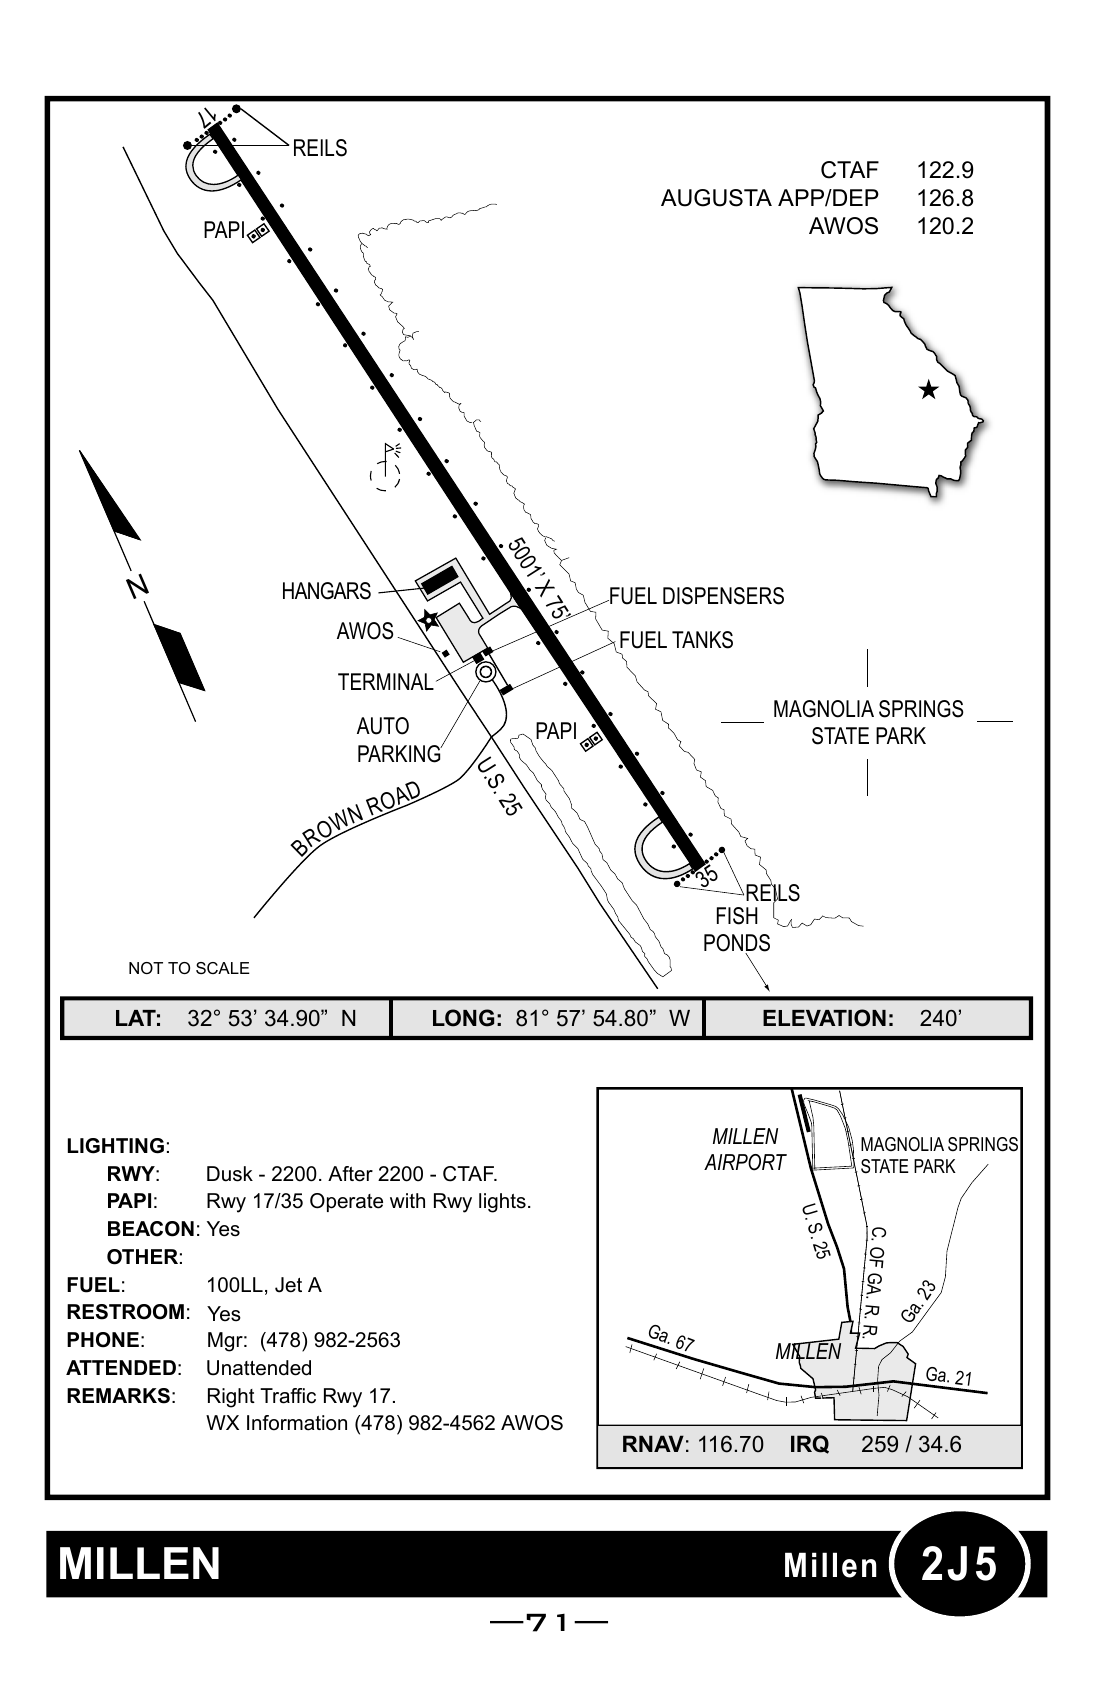 17
REILS
PAPI
CTAF 122.9
AUGUSTA APP/DEP 126.8
AWOS 120.2
N
5001’ X 75’
HANGARS
FUEL DISPENSERS
AWOS
FUEL TANKS
TERMINAL
MAGNOLIA SPRINGS
STATE PARK
AUTO
PARKING
PAPI
U.S. 25
BROWN ROAD
35
REILS
FISH
PONDS
NOT TO SCALE
LAT: 32° 53’ 34.90” N LONG: 81° 57’ 54.80” W ELEVATION: 240’
LIGHTING:
RWY: Dusk - 2200. After 2200 - CTAF.
PAPI: Rwy 17/35 Operate with Rwy lights.
BEACON: Yes
OTHER:
FUEL: 100LL, Jet A
RESTROOM: Yes
PHONE: Mgr: (478) 982-2563
ATTENDED: Unattended
REMARKS: Right Traffic Rwy 17.
WX Information (478) 982-4562 AWOS
MILLEN
AIRPORT
MAGNOLIA SPRINGS
STATE PARK
U. S. 25
C. OF GA. R. R.
Ga. 23
Ga. 67
MILLEN
Ga. 21
RNAV: 116.70 IRQ 259 / 34.6
MILLEN Millen 2J5
71